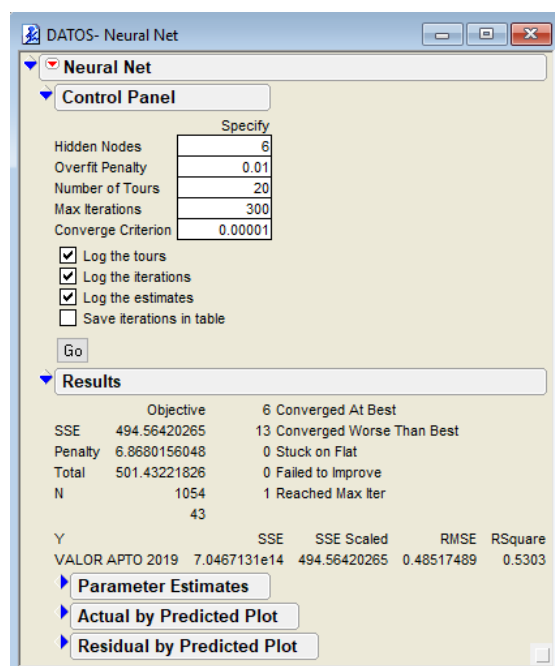 DATOS- Neural Net
Neural Net
Control Panel
Specify
Hidden Nodes 6
Overfit Penalty 0.01
Number of Tours 20
Max Iterations 300
Converge Criterion 0.00001
Log the tours
Log the iterations
Log the estimates
Save iterations in table
Go
Results
Objective 6 Converged At Best
SSE 494.56420265 13 Converged Worse Than Best
Penalty 6.8680156048 0 Stuck on Flat
Total 501.43221826 0 Failed to Improve
N 1054 1 Reached Max Iter
43
Y SSE SSE Scaled RMSE RSquare
VALOR APTO 2019 7.0467131e14 494.56420265 0.48517489 0.5303
Parameter Estimates
Actual by Predicted Plot
Residual by Predicted Plot